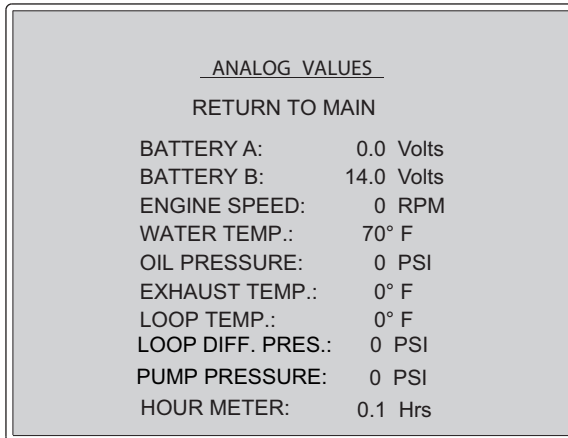 ANALOG VALUES
RETURN TO MAIN
BATTERY A: 0.0 Volts
BATTERY B: 14.0 Volts
ENGINE SPEED: 0 RPM
WATER TEMP.: 70° F
OIL PRESSURE: 0 PSI
EXHAUST TEMP.: 0° F
LOOP TEMP.: 0° F
LOOP DIFF. PRES.: 0 PSI
PUMP PRESSURE: 0 PSI
HOUR METER: 0.1 Hrs